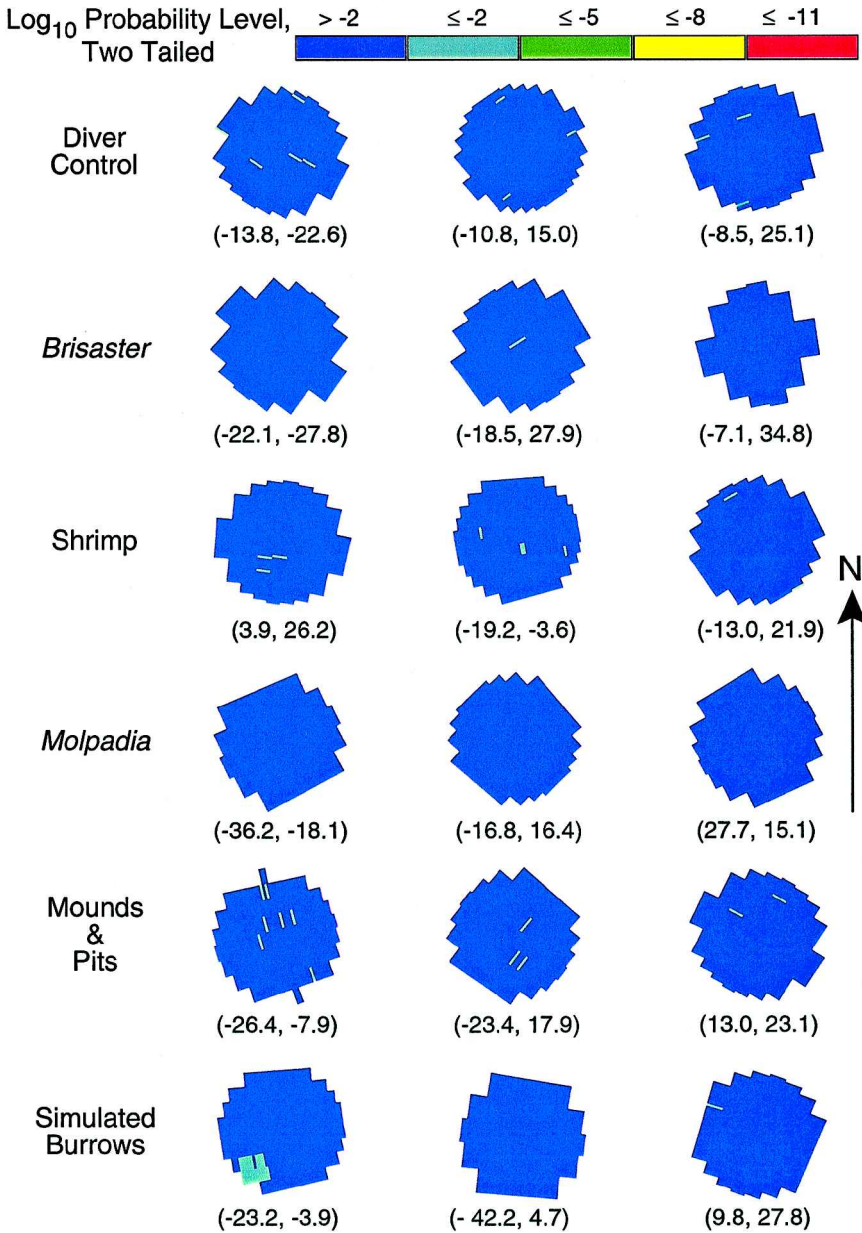 Log10 Probability Level, > -2 ≤ -2 ≤ -5 ≤ -8 ≤ -11
Two Tailed
Diver
Control
(-13.8, -22.6) (-10.8, 15.0) (-8.5, 25.1)
Brisaster
(-22.1, -27.8) (-18.5, 27.9) (-7.1, 34.8)
Shrimp
N
(3.9, 26.2) (-19.2, -3.6) (-13.0, 21.9)
Molpadia
(-36.2, -18.1) (-16.8, 16.4) (27.7, 15.1)
Mounds
&
Pits
(-26.4, -7.9) (-23.4, 17.9) (13.0, 23.1)
Simulated
Burrows
(-23.2, -3.9) (- 42.2, 4.7) (9.8, 27.8)